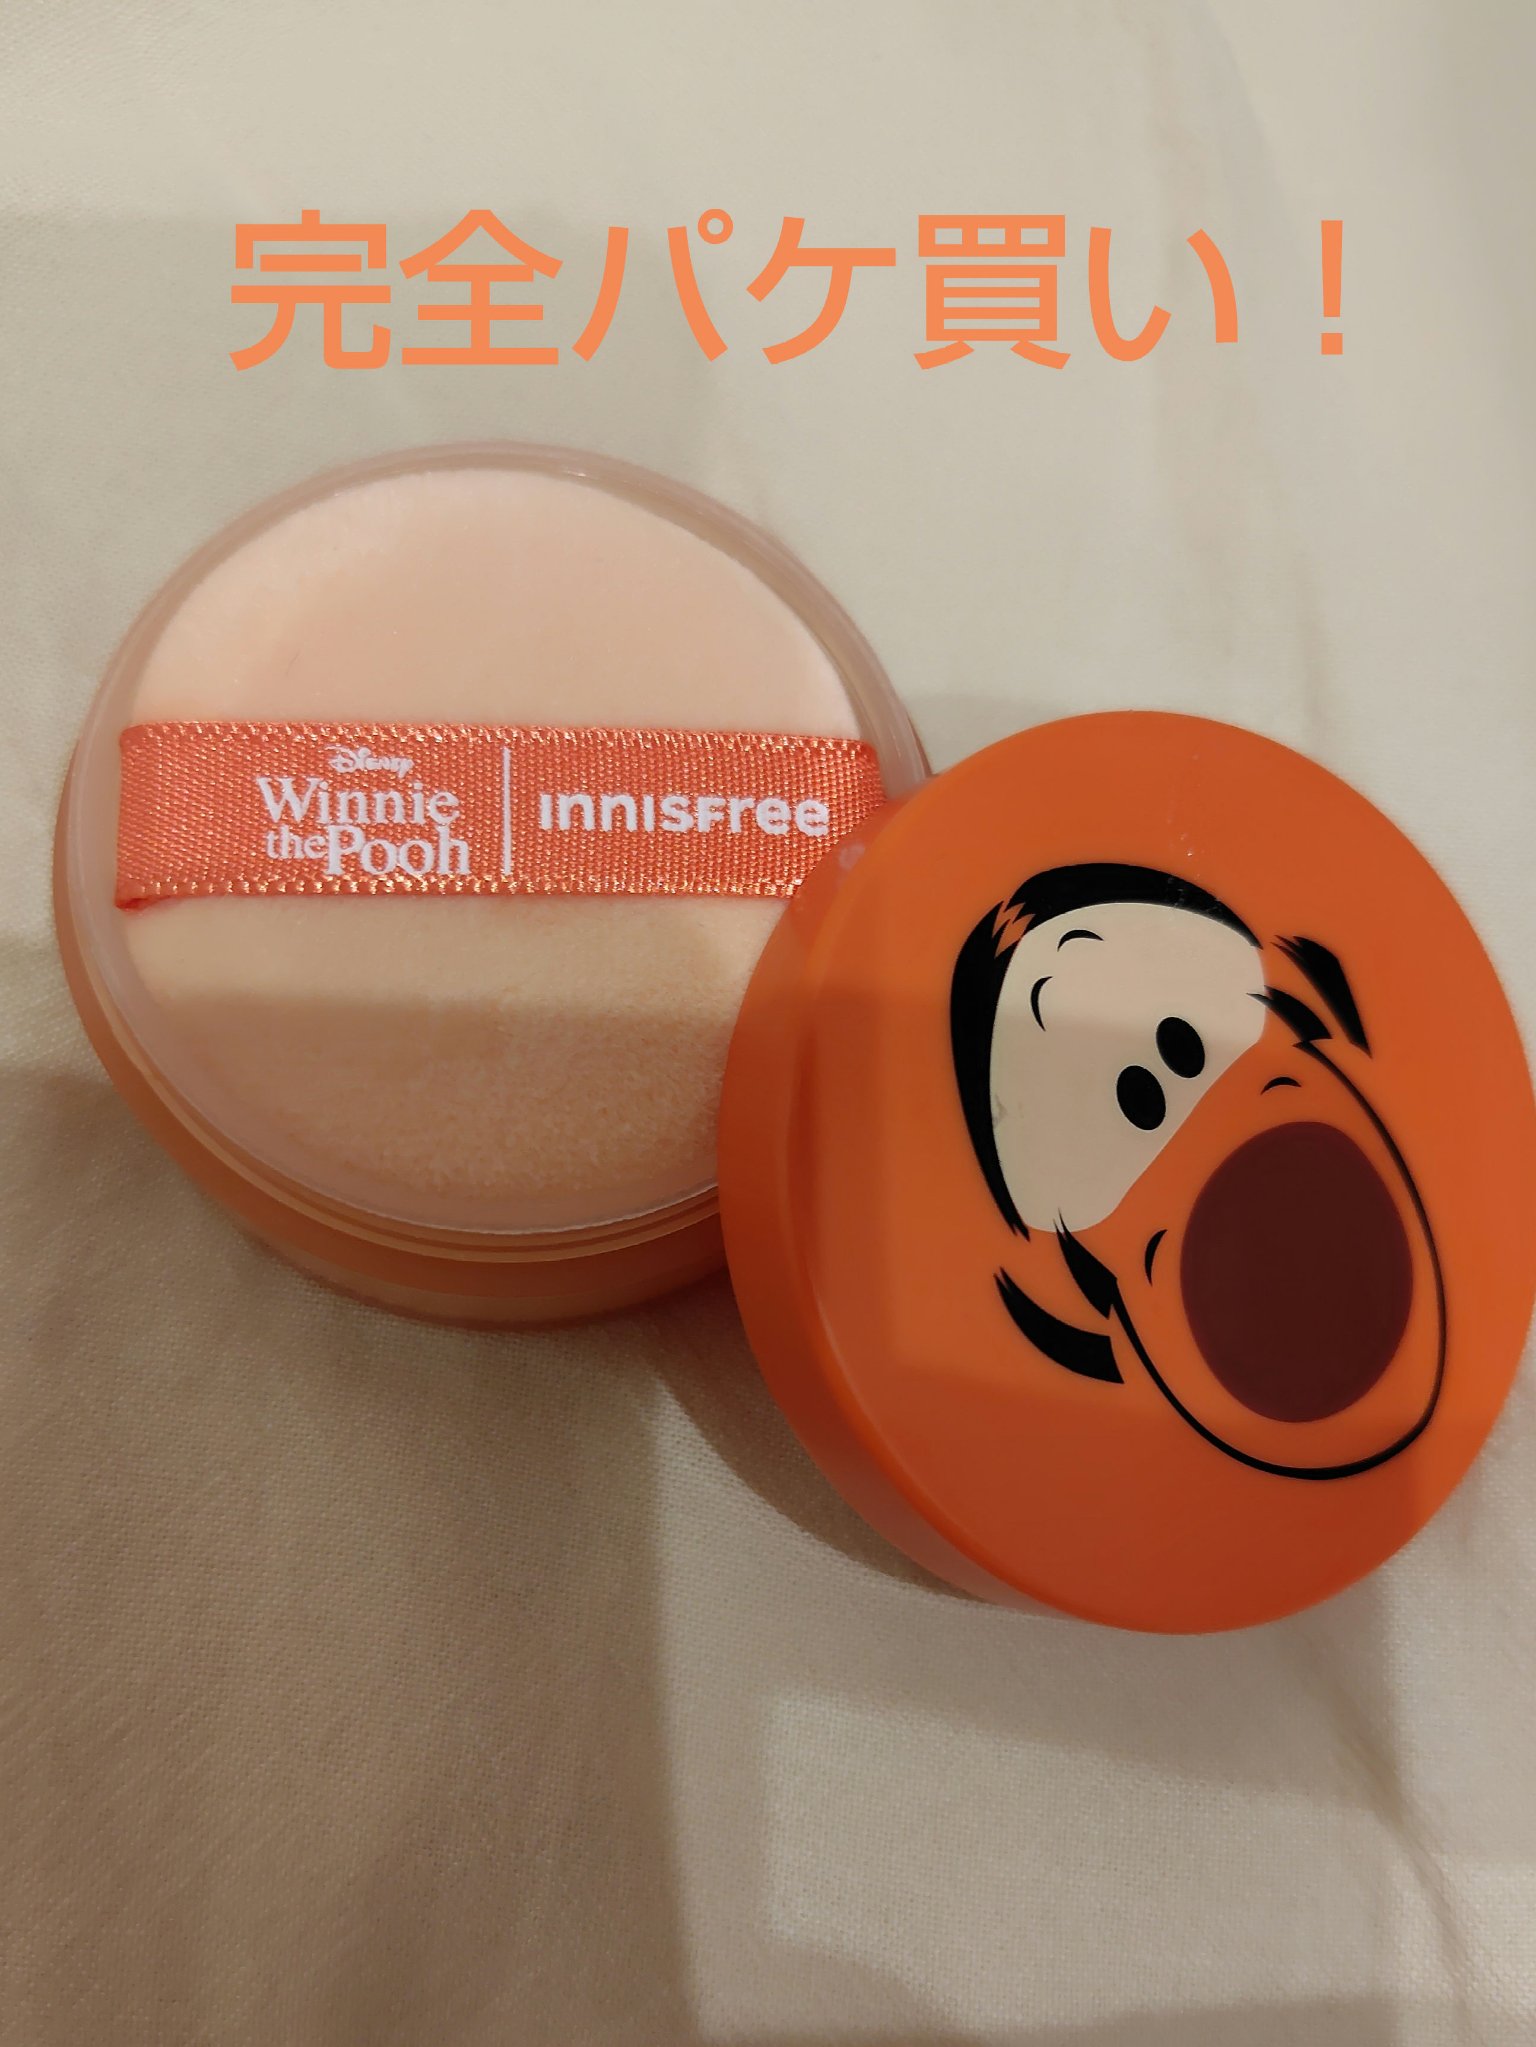 完全パケ買い！
Disney
Winnie
the Pooh
innisfree